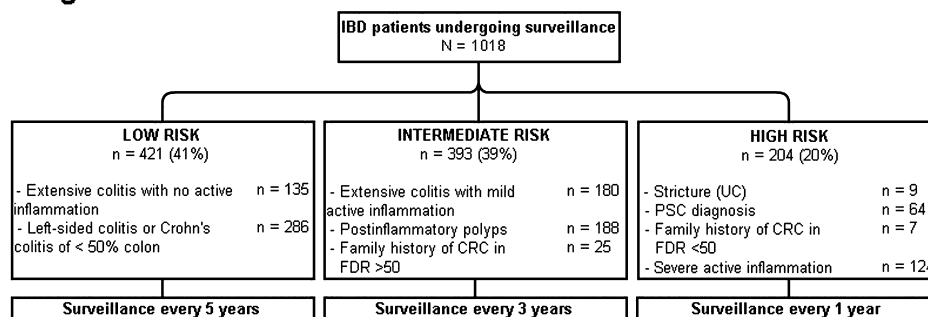 IBD patients undergoing surveillance
N = 1018
LOW RISK
n = 421 (41%)
- Extensive colitis with no active n = 135
inflammation
- Left-sided colitis or Crohn's n = 286
colitis of < 50% colon
INTERMEDIATE RISK
n = 393 (39%)
- Extensive colitis with mild n = 180
active inflammation
- Postinflammatory polyps n = 188
- Family history of CRC in n = 25
FDR >50
HIGH RISK
n = 204 (20%)
- Stricture (UC) n = 9
- PSC diagnosis n = 64
- Family history of CRC in n = 7
FDR <50
- Severe active inflammation n = 124
Surveillance every 5 years
Surveillance every 3 years
Surveillance every 1 year